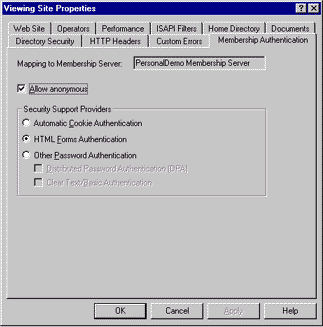 Viewing Site Properties
Web Site Operators Performance ISAPI Filters Home Directory Documents
Directory Security HTTP Headers Custom Errors Membership Authentication
Mapping to Membership Server: PersonalDemo Membership Server
Allow anonymous
Security Support Providers
Automatic Cookie Authentication
HTML Forms Authentication
Other Password Authentication
Distributed Password Authentication (DPA)
Clear Text/Basic Authentication
OK Cancel Apply Help